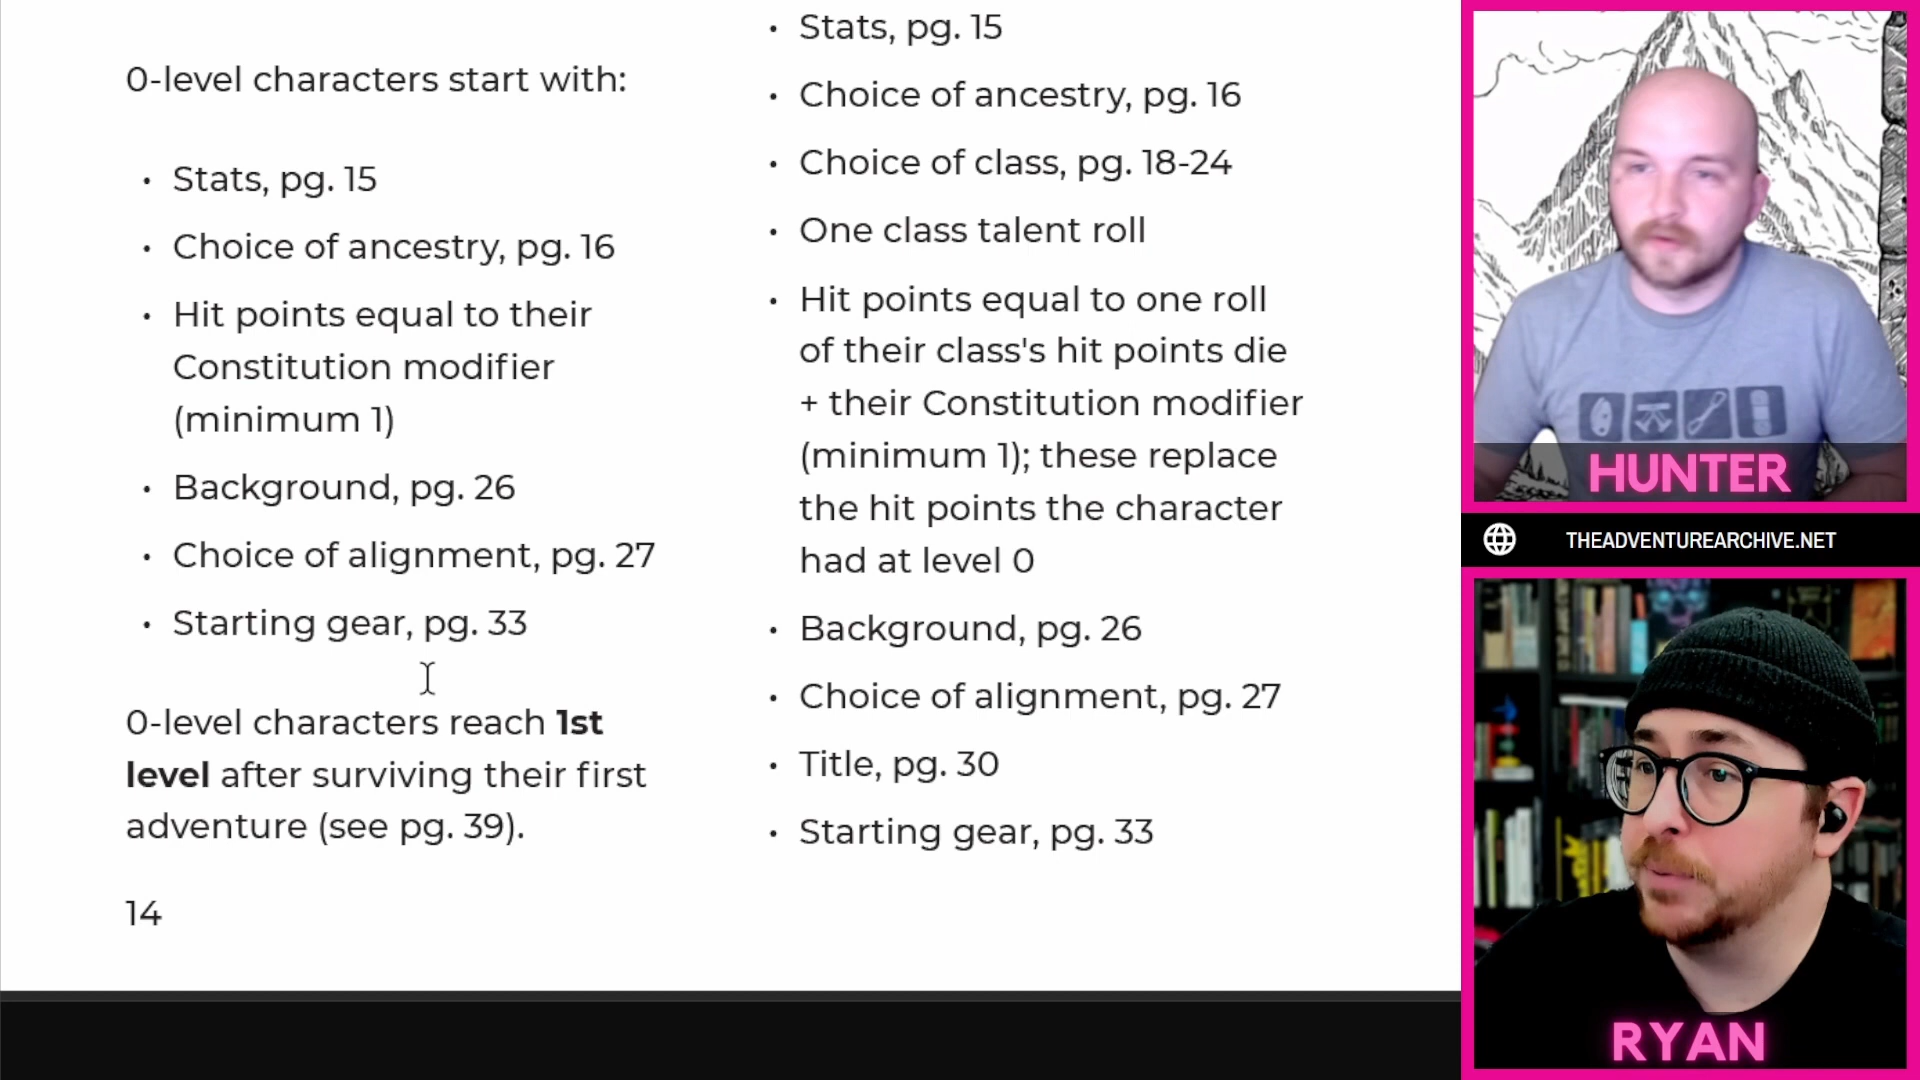 0-level characters start with:
• Stats, pg. 15
• Choice of ancestry, pg. 16
• Hit points equal to their
Constitution modifier
(minimum 1)
• Background, pg. 26
• Choice of alignment, pg. 27
• Starting gear, pg. 33
0-level characters reach 1st
level after surviving their first
adventure (see pg. 39).
14
• Stats, pg. 15
• Choice of ancestry, pg. 16
• Choice of class, pg. 18-24
• One class talent roll
• Hit points equal to one roll
of their class's hit points die
+ their Constitution modifier
(minimum 1); these replace
the hit points the character
had at level 0
• Background, pg. 26
• Choice of alignment, pg. 27
• Title, pg. 30
• Starting gear, pg. 33
HUNTER
THEADVENTUREARCHIVE.NET
RYAN